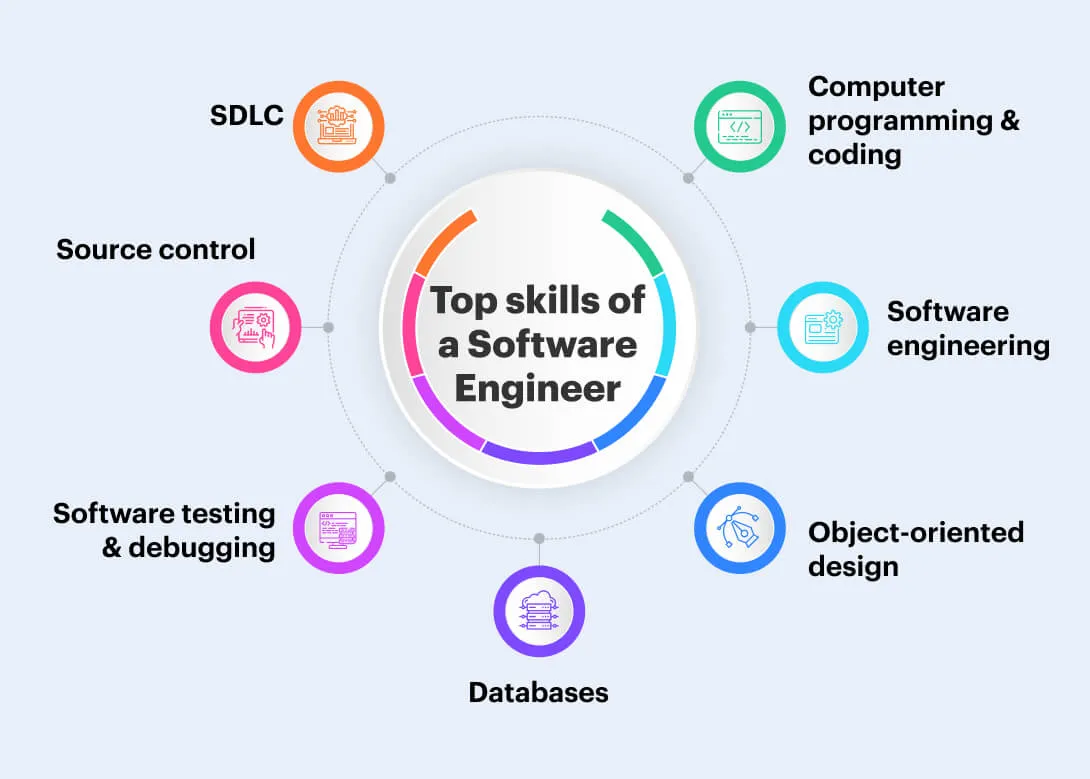 Top skills of
a Software
Engineer
Computer
programming &
coding
Software
engineering
Object-oriented
design
Databases
Software testing
& debugging
Source control
SDLC